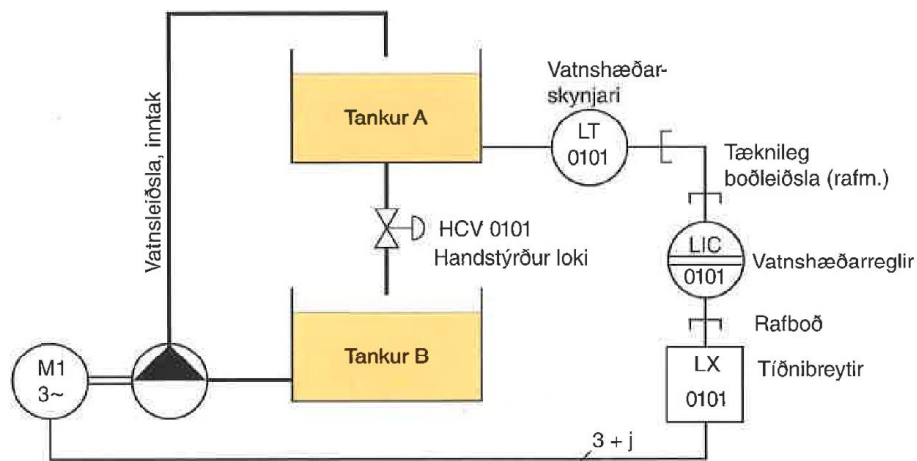 Vatnsleiðsla, inntak
Tankur A
Vatnshæðar-
skynjari
LT
0101
Tæknileg
boðleiðsla (rafm.)
HCV 0101
Handstýrður loki
LIC
0101
Vatnshæðarreglir
Rafboð
Tankur B
M1
3~
LX
0101
Tíðnibreytir
3 + j